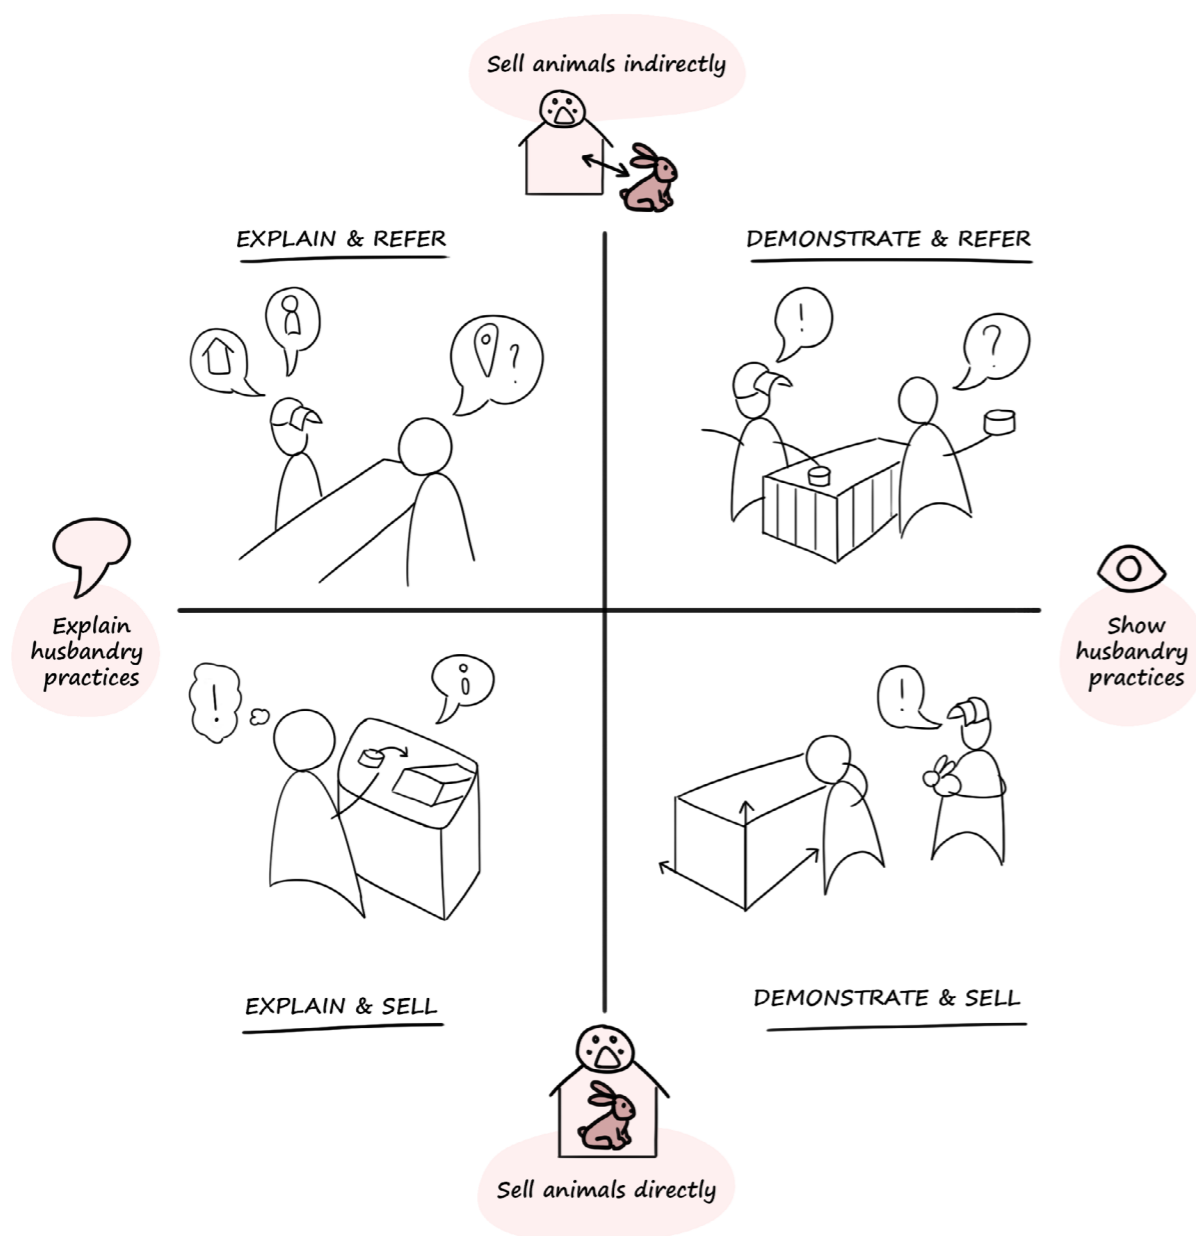 Sell animals indirectly
EXPLAIN & REFER
DEMONSTRATE & REFER
!
?
?
!
Explain
husbandry
practices
Show
husbandry
practices
!
i
!
EXPLAIN & SELL
DEMONSTRATE & SELL
Sell animals directly